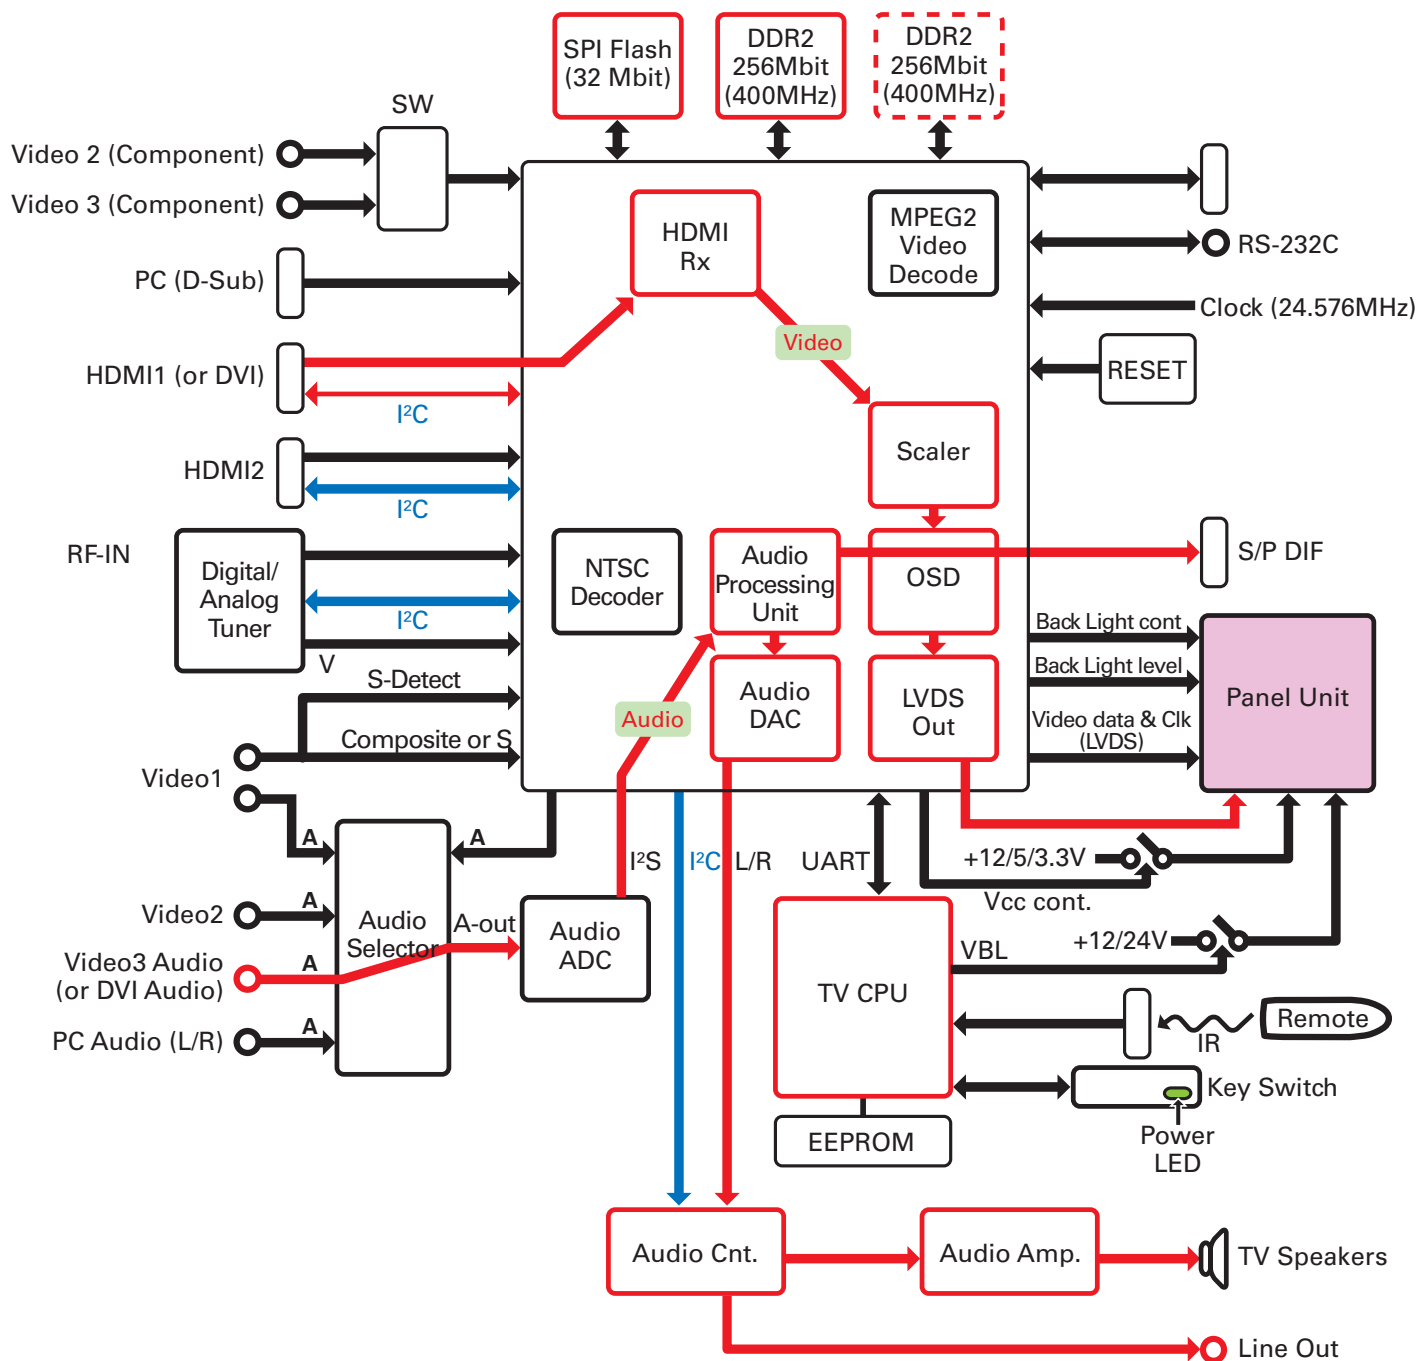 SPI Flash
(32 Mbit)
DDR2
256Mbit
(400MHz)
DDR2
256Mbit
(400MHz)
SW
Video 2 (Component)
Video 3 (Component)
HDMI
Rx
MPEG2
Video
Decode
RS-232C
PC (D-Sub)
Clock (24.576MHz)
Video
RESET
HDMI1 (or DVI)
I²C
Scaler
HDMI2
I²C
RF-IN
Digital/
Analog
Tuner
I²C
V
NTSC
Decoder
Audio
Processing
Unit
OSD
S/P DIF
Back Light cont
Back Light level
Video data & Clk
(LVDS)
Panel Unit
S-Detect
Composite or S
Audio
Audio
DAC
LVDS
Out
Video1
A
A
I²S
I²C
L/R
UART
+12/5/3.3V
Vcc cont.
Video2
A
Audio
Selector
A-out
Audio
ADC
Video3 Audio
(or DVI Audio)
A
PC Audio (L/R)
A
TV CPU
VBL
+12/24V
IR
Remote
Key Switch
Power
LED
EEPROM
Audio Cnt.
Audio Amp.
TV Speakers
Line Out